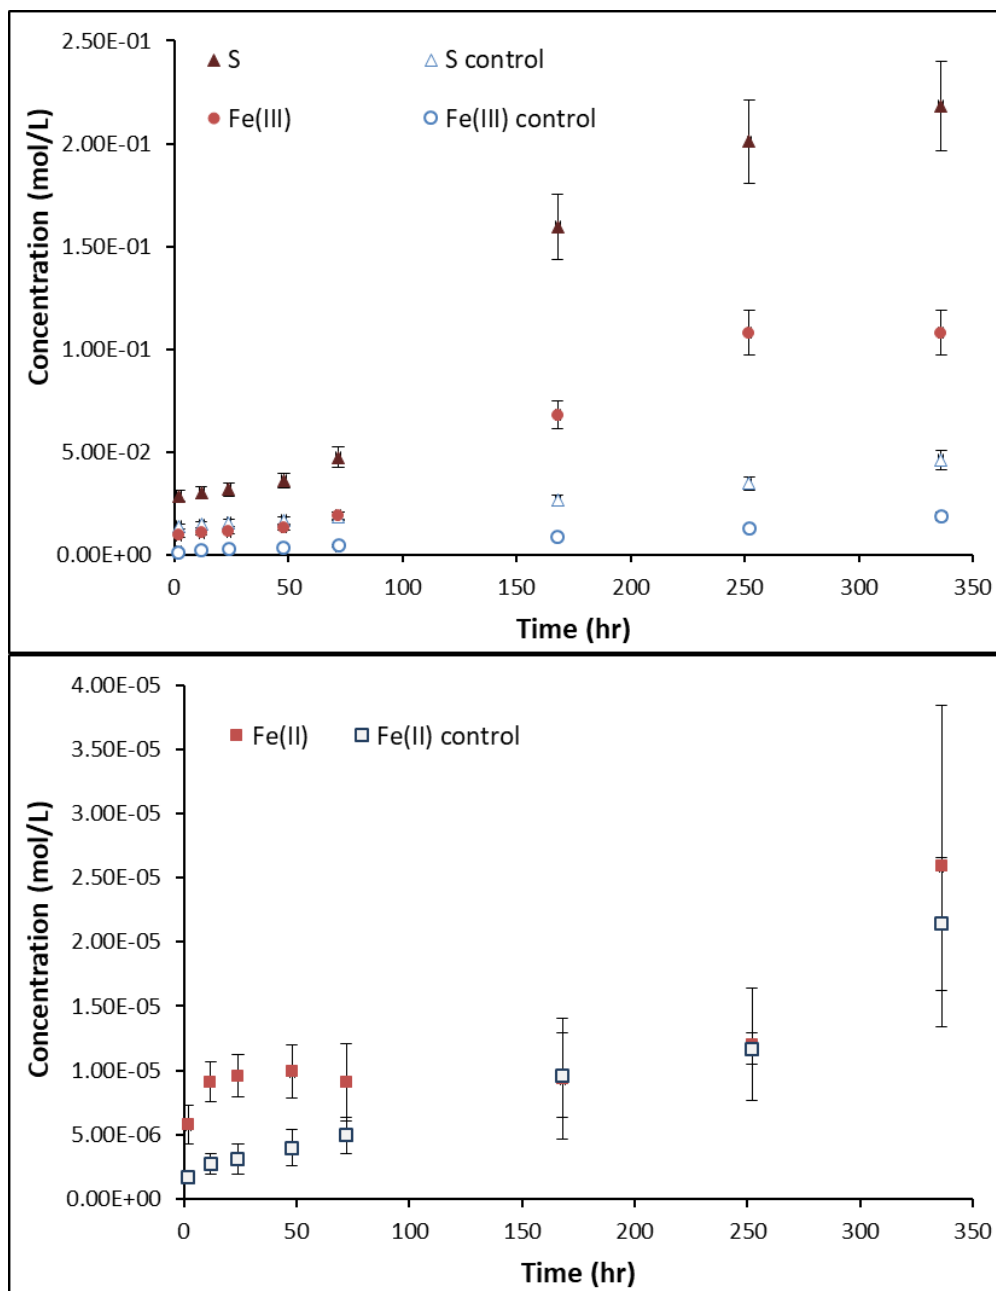 2.50E-01
2.00E-01
1.50E-01
1.00E-01
5.00E-02
0.00E+00
Concentration (mol/L)
S S control
Fe(III) Fe(III) control
0 50 100 150 200 250 300 350
Time (hr)
4.00E-05
3.50E-05
3.00E-05
2.50E-05
2.00E-05
1.50E-05
1.00E-05
5.00E-06
0.00E+00
Concentration (mol/L)
Fe(II) Fe(II) control
0 50 100 150 200 250 300 350
Time (hr)